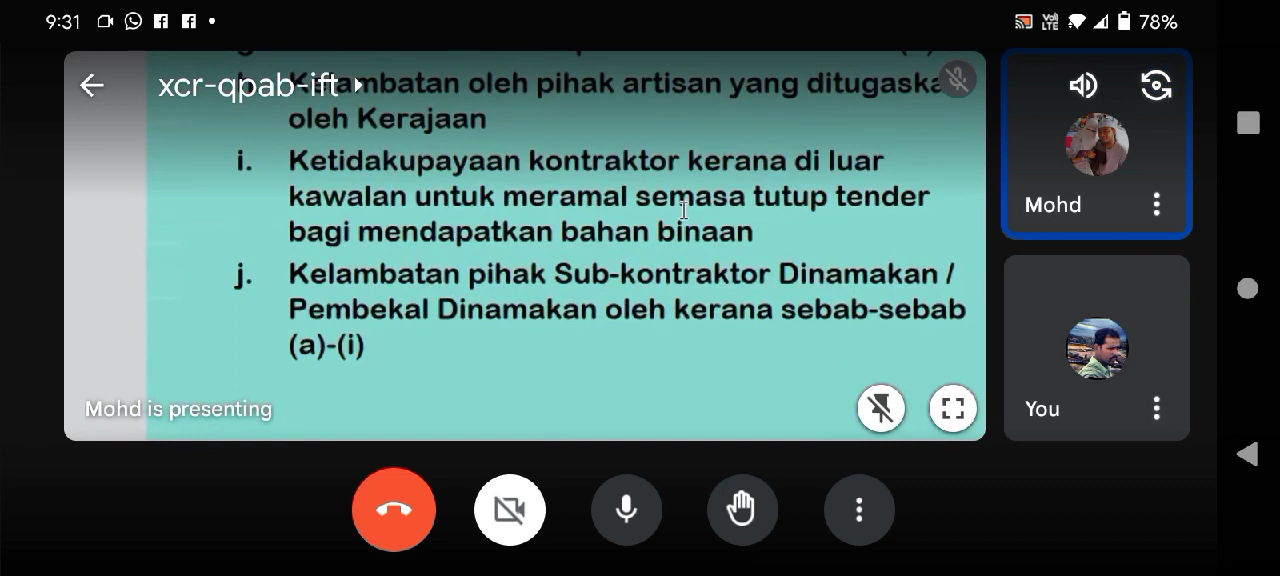 9:31
VoI) LTE
78%
xcr-qpab-ift
oleh pihak artisan yang
oleh Kerajaan
i. Ketidakupayaan kontraktor kerana di luar
kawalan untuk meramal semasa tutup tender
bagi mendapatkan bahan binaan
j. Kelambatan pihak Sub-kontraktor Dinamakan /
Pembekal Dinamakan oleh kerana sebab-sebab
(a)-(i)
Mohd is presenting
Mohd
You